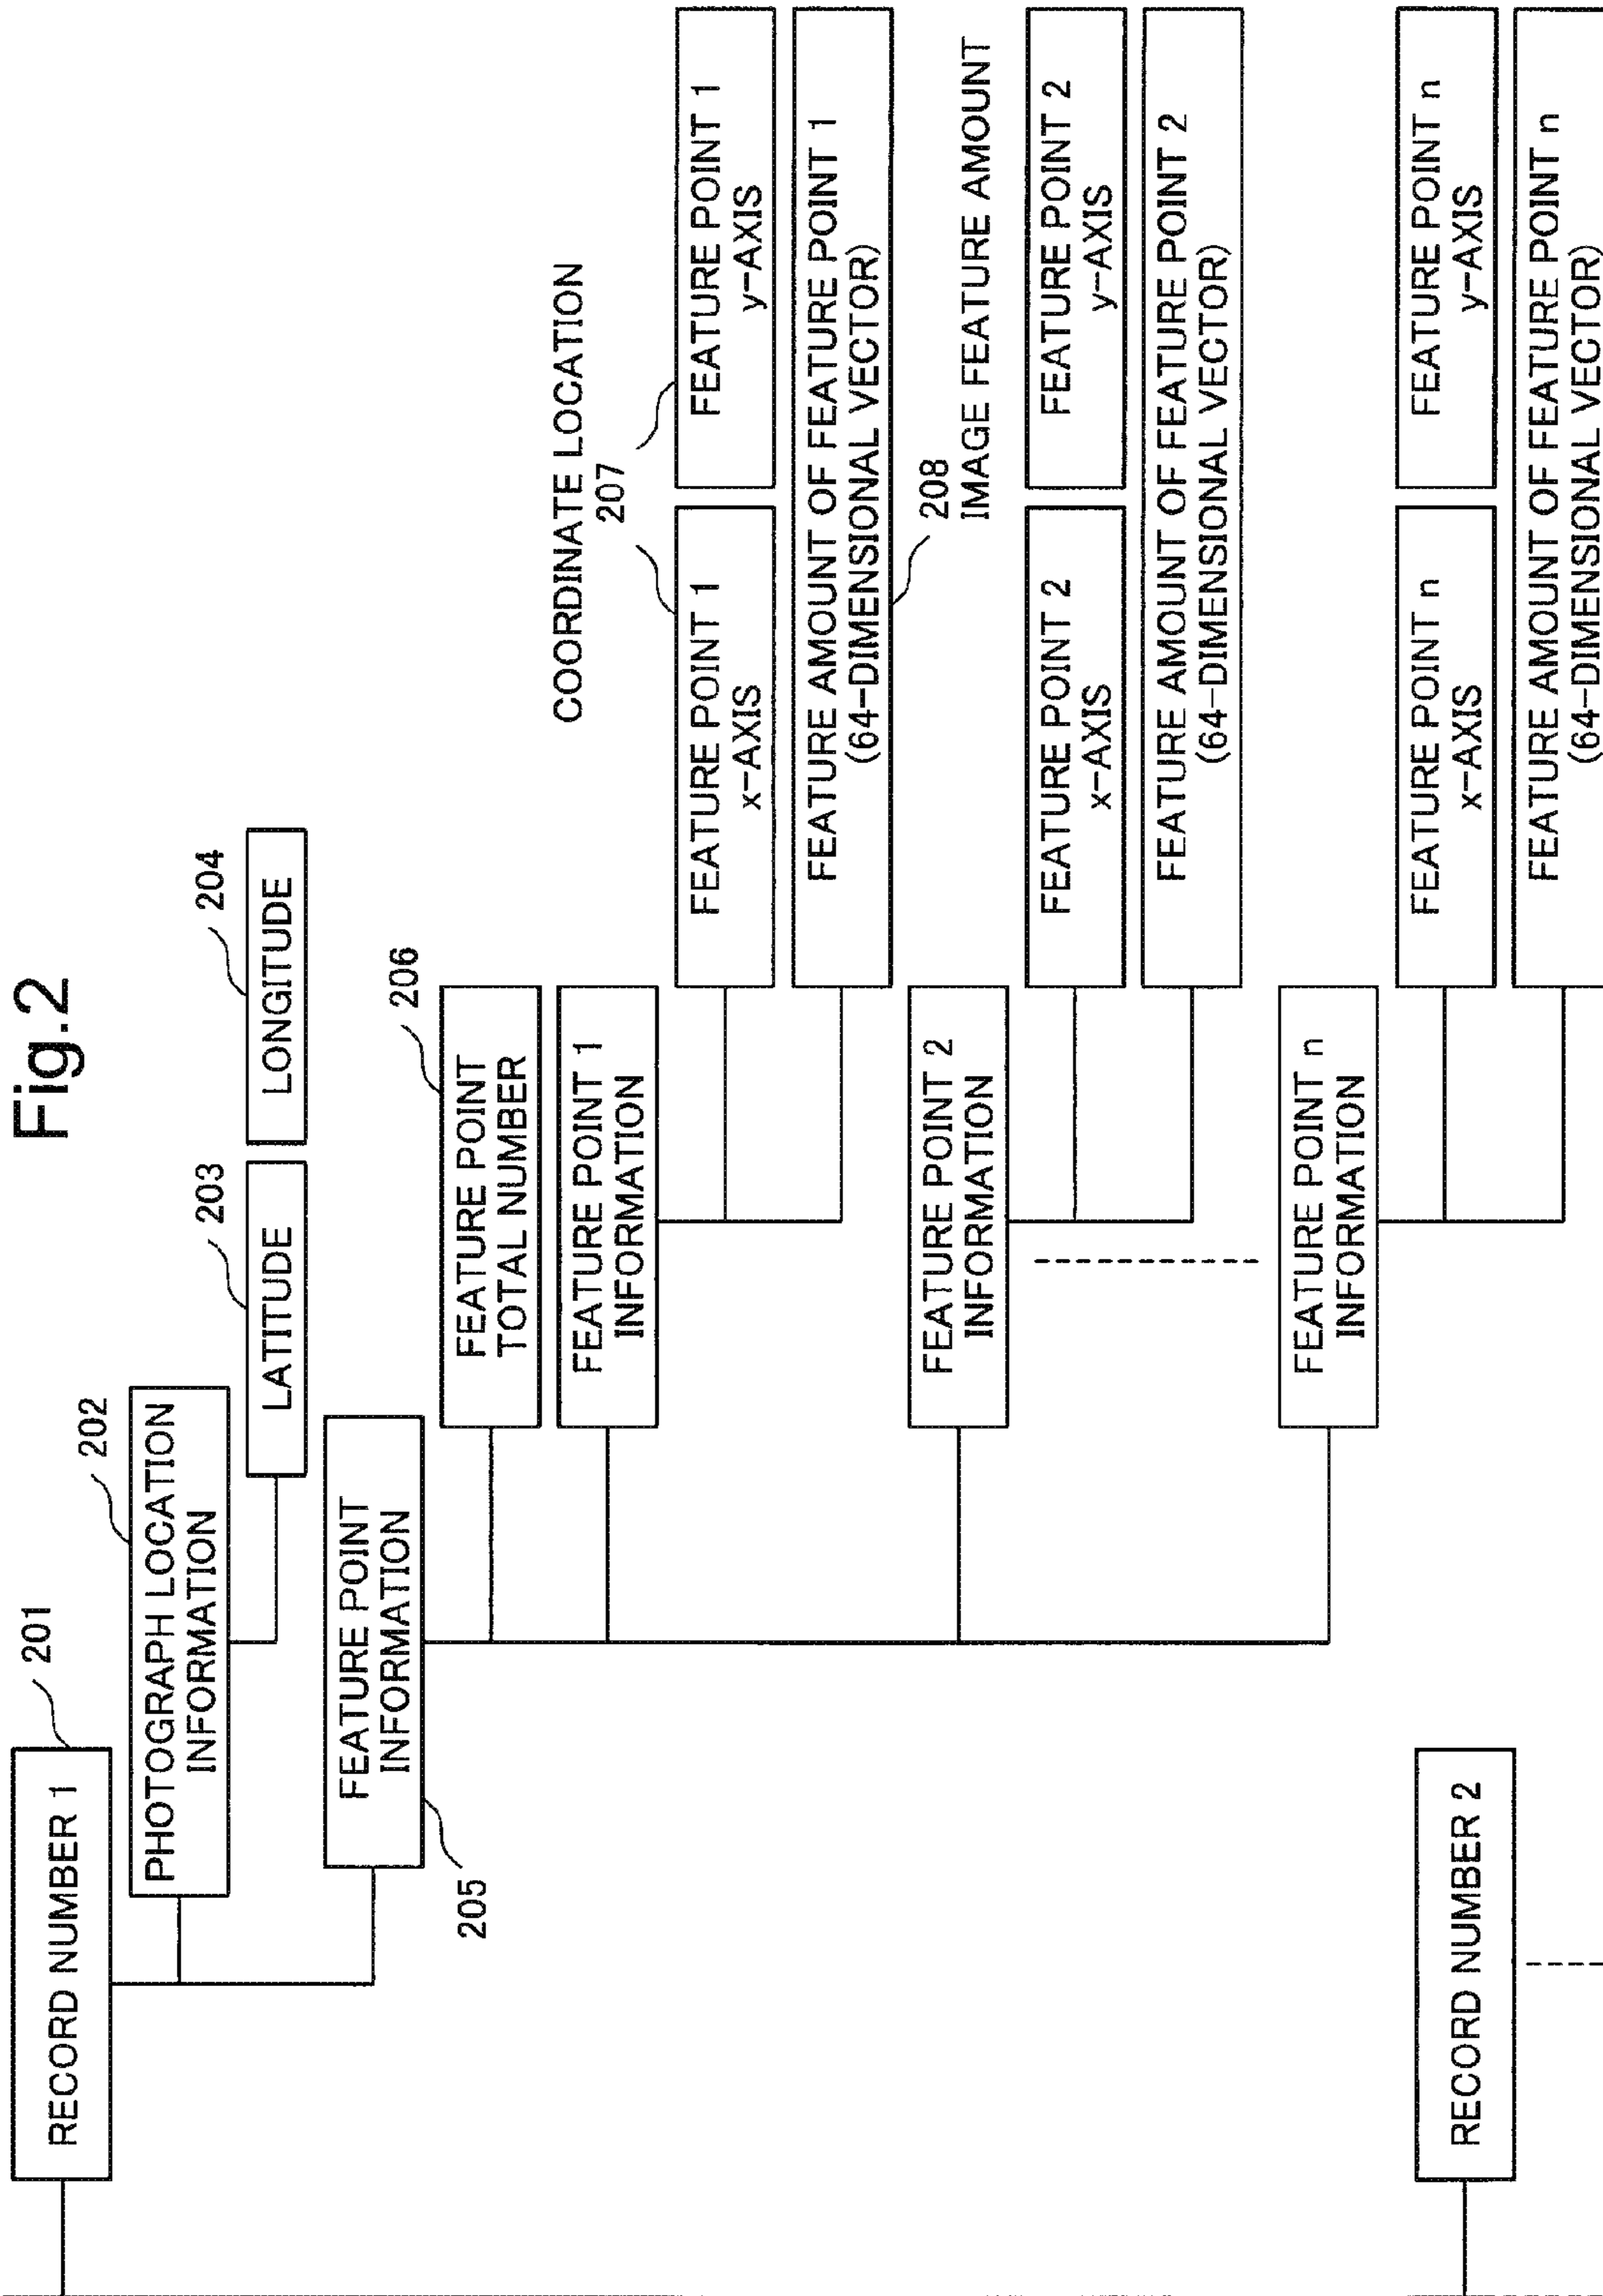 Fig.2
RECORD NUMBER 1
201
PHOTOGRAPH LOCATION
INFORMATION
202
LATITUDE
203
LONGITUDE
204
FEATURE POINT
INFORMATION
205
FEATURE POINT
TOTAL NUMBER
206
FEATURE POINT 1
INFORMATION
COORDINATE LOCATION
207
FEATURE POINT 1
x-AXIS
FEATURE POINT 1
y-AXIS
FEATURE AMOUNT OF FEATURE POINT 1
(64-DIMENSIONAL VECTOR)
208
IMAGE FEATURE AMOUNT
FEATURE POINT 2
INFORMATION
FEATURE POINT 2
x-AXIS
FEATURE POINT 2
y-AXIS
FEATURE AMOUNT OF FEATURE POINT 2
(64-DIMENSIONAL VECTOR)
FEATURE POINT n
INFORMATION
FEATURE POINT n
x-AXIS
FEATURE POINT n
y-AXIS
FEATURE AMOUNT OF FEATURE POINT n
(64-DIMENSIONAL VECTOR)
RECORD NUMBER 2